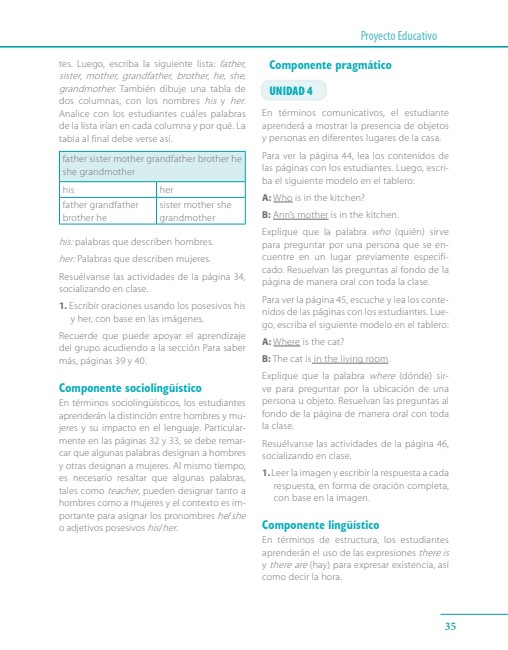 Proyecto Educativo
tes. Luego, escriba la siguiente lista: father,
sister, mother, grandfather, brother, he, she,
grandmother. También dibuje una tabla de
dos columnas, con los nombres his y her.
Analice con los estudiantes cuáles palabras
de la lista irían en cada columna y por qué. La
tabla al final debe verse así.
father sister mother grandfather brother he
she grandmother
his her
father grandfather sister mother she
brother he grandmother
his: palabras que describen hombres.
her: Palabras que describen mujeres.
Resuélvanse las actividades de la página 34,
socializando en clase.
1. Escribir oraciones usando los posesivos his
y her, con base en las imágenes.
Recuerde que puede apoyar el aprendizaje
del grupo acudiendo a la sección Para saber
más, páginas 39 y 40.
Componente sociolingüístico
En términos sociolingüísticos, los estudiantes
aprenderán la distinción entre hombres y mu-
jeres y su impacto en el lenguaje. Particular-
mente en las páginas 32 y 33, se debe remar-
car que algunas palabras designan a hombres
y otras designan a mujeres. Al mismo tiempo,
es necesario resaltar que algunas palabras,
tales como teacher, pueden designar tanto a
hombres como a mujeres y el contexto es im-
portante para asignar los pronombres he/she
o adjetivos posesivos his/her.
Componente pragmático
UNIDAD 4
En términos comunicativos, el estudiante
aprenderá a mostrar la presencia de objetos
y personas en diferentes lugares de la casa.
Para ver la página 44, lea los contenidos de
las páginas con los estudiantes. Luego, escri-
ba el siguiente modelo en el tablero:
A: Who is in the kitchen?
B: Ann's mother is in the kitchen.
Explique que la palabra who (quién) sirve
para preguntar por una persona que se en-
cuentre en un lugar previamente especifi-
cado. Resuelvan las preguntas al fondo de la
página de manera oral con toda la clase.
Para ver la página 45, escuche y lea los conte-
nidos de las páginas con los estudiantes. Lue-
go, escriba el siguiente modelo en el tablero:
A: Where is the cat?
B: The cat is in the living room.
Explique que la palabra where (dónde) sir-
ve para preguntar por la ubicación de una
persona u objeto. Resuelvan las preguntas al
fondo de la página de manera oral con toda
la clase.
Resuélvanse las actividades de la página 46,
socializando en clase.
1. Leer la imagen y escribir la respuesta a cada
respuesta, en forma de oración completa,
con base en la imagen.
Componente lingüístico
En términos de estructura, los estudiantes
aprenderán el uso de las expresiones there is
y there are (hay) para expresar existencia, así
como decir la hora.
35